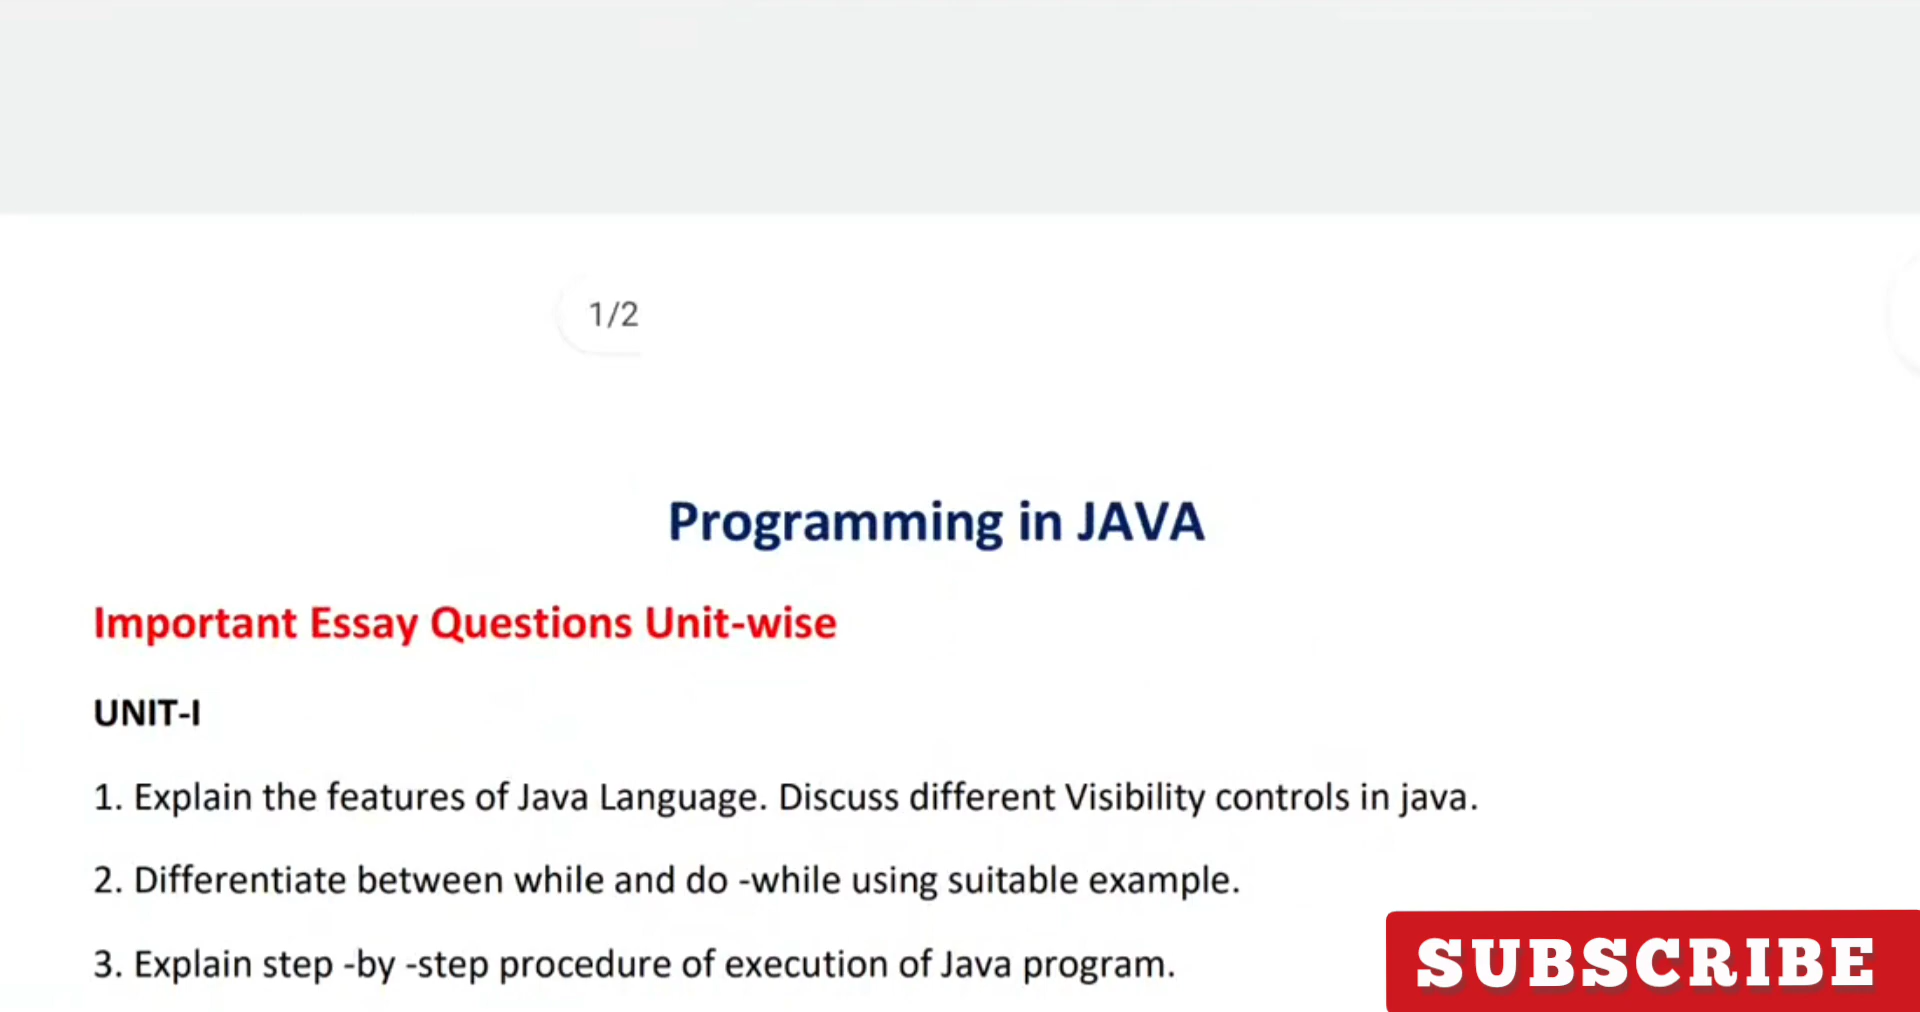 1/2
Programming in JAVA
Important Essay Questions Unit-wise
UNIT-I
1. Explain the features of Java Language. Discuss different Visibility controls in java.
2. Differentiate between while and do -while using suitable example.
3. Explain step -by -step procedure of execution of Java program.
SUBSCRIBE